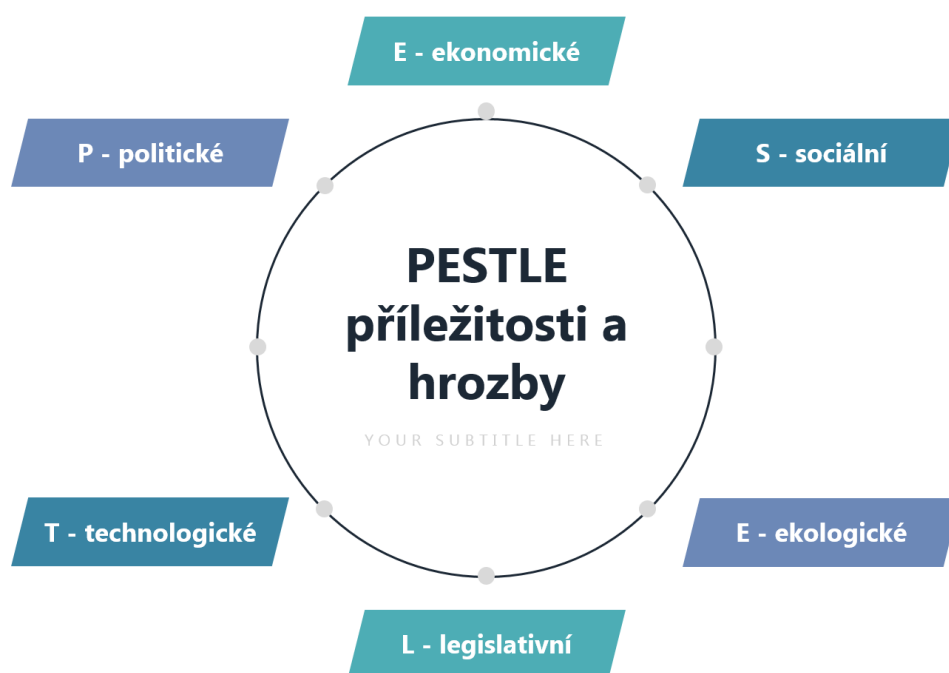 E - ekonomické
P - politické
S - sociální
PESTLE
příležitosti a
hrozby
YOUR SUBTITLE HERE
T - technologické
E - ekologické
L - legislativní